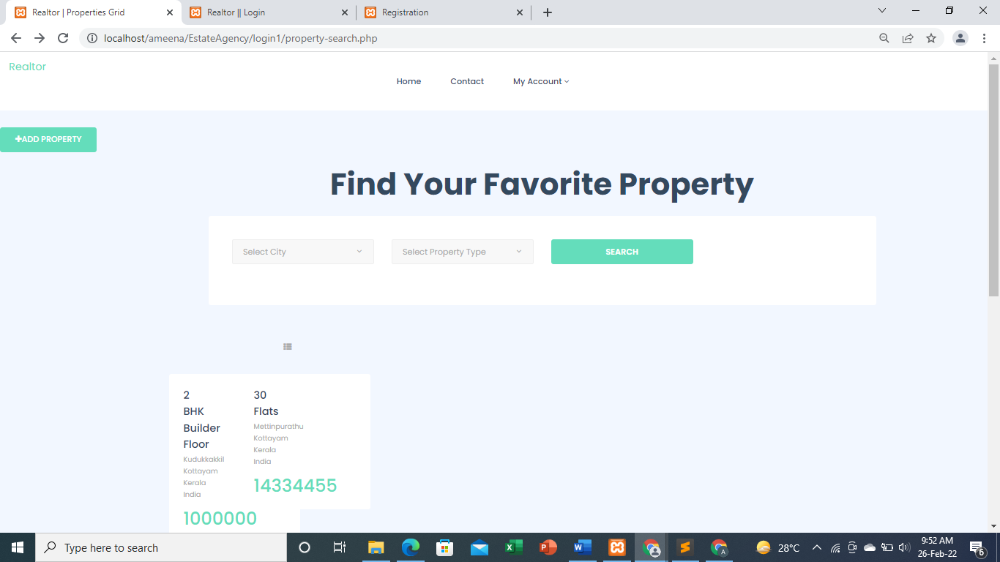 Realtor | Properties Grid
Realtor || Login
Registration
localhost/ameena/EstateAgency/login1/property-search.php
Realtor
Home
Contact
My Account
ADD PROPERTY
Find Your Favorite Property
Select City
Select Property Type
SEARCH
2
BHK
Builder
Floor
Kudukkakkil
Kottayam
Kerala
India
1000000
30
Flats
Mettinpurathu
Kottayam
Kerala
India
14334455
Type here to search
28°C
9:52 AM
26-Feb-22
6